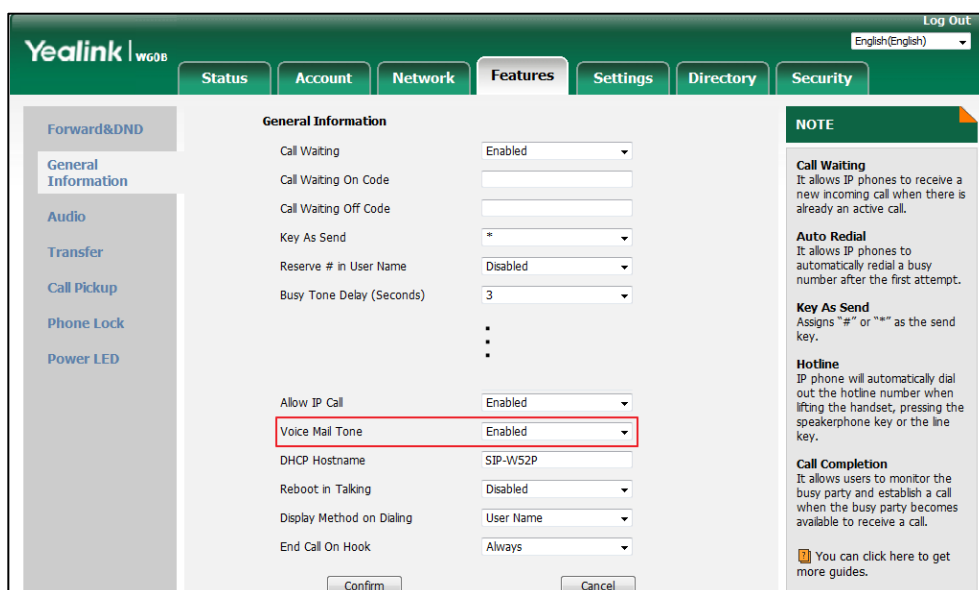 Log Out
Yealink W60B
English(English)
Status Account Network Features Settings Directory Security
Forward&DND
General
Information
Audio
Transfer
Call Pickup
Phone Lock
Power LED
General Information
Call Waiting Enabled
Call Waiting On Code
Call Waiting Off Code
Key As Send *
Reserve # in User Name Disabled
Busy Tone Delay (Seconds) 3
Allow IP Call Enabled
Voice Mail Tone Enabled
DHCP Hostname SIP-W52P
Reboot in Talking Disabled
Display Method on Dialing User Name
End Call On Hook Always
Confirm Cancel
NOTE
Call Waiting
It allows IP phones to receive a
new incoming call when there is
already an active call.
Auto Redial
It allows IP phones to
automatically redial a busy
number after the first attempt.
Key As Send
Assigns "#" or "*" as the send
key.
Hotline
IP phone will automatically dial
out the hotline number when
lifting the handset, pressing the
speakerphone key or the line
key.
Call Completion
It allows users to monitor the
busy party and establish a call
when the busy party becomes
available to receive a call.
? You can click here to get
more guides.